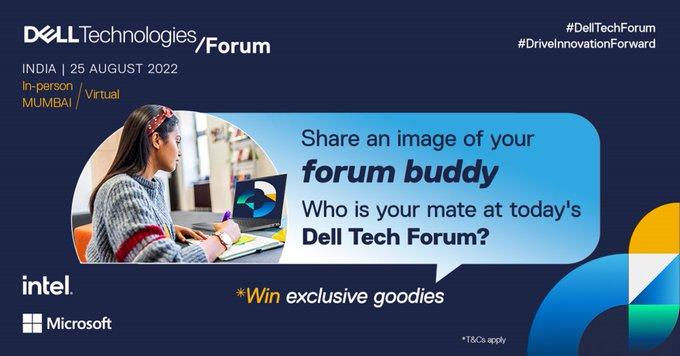 DELLTechnologies/Forum
INDIA | 25 AUGUST 2022
In-person
MUMBAI / Virtual
#DellTechForum
#DriveInnovationForward
Share an image of your
forum buddy
Who is your mate at today's
Dell Tech Forum?
*Win exclusive goodies
intel.
Microsoft
*T&Cs apply